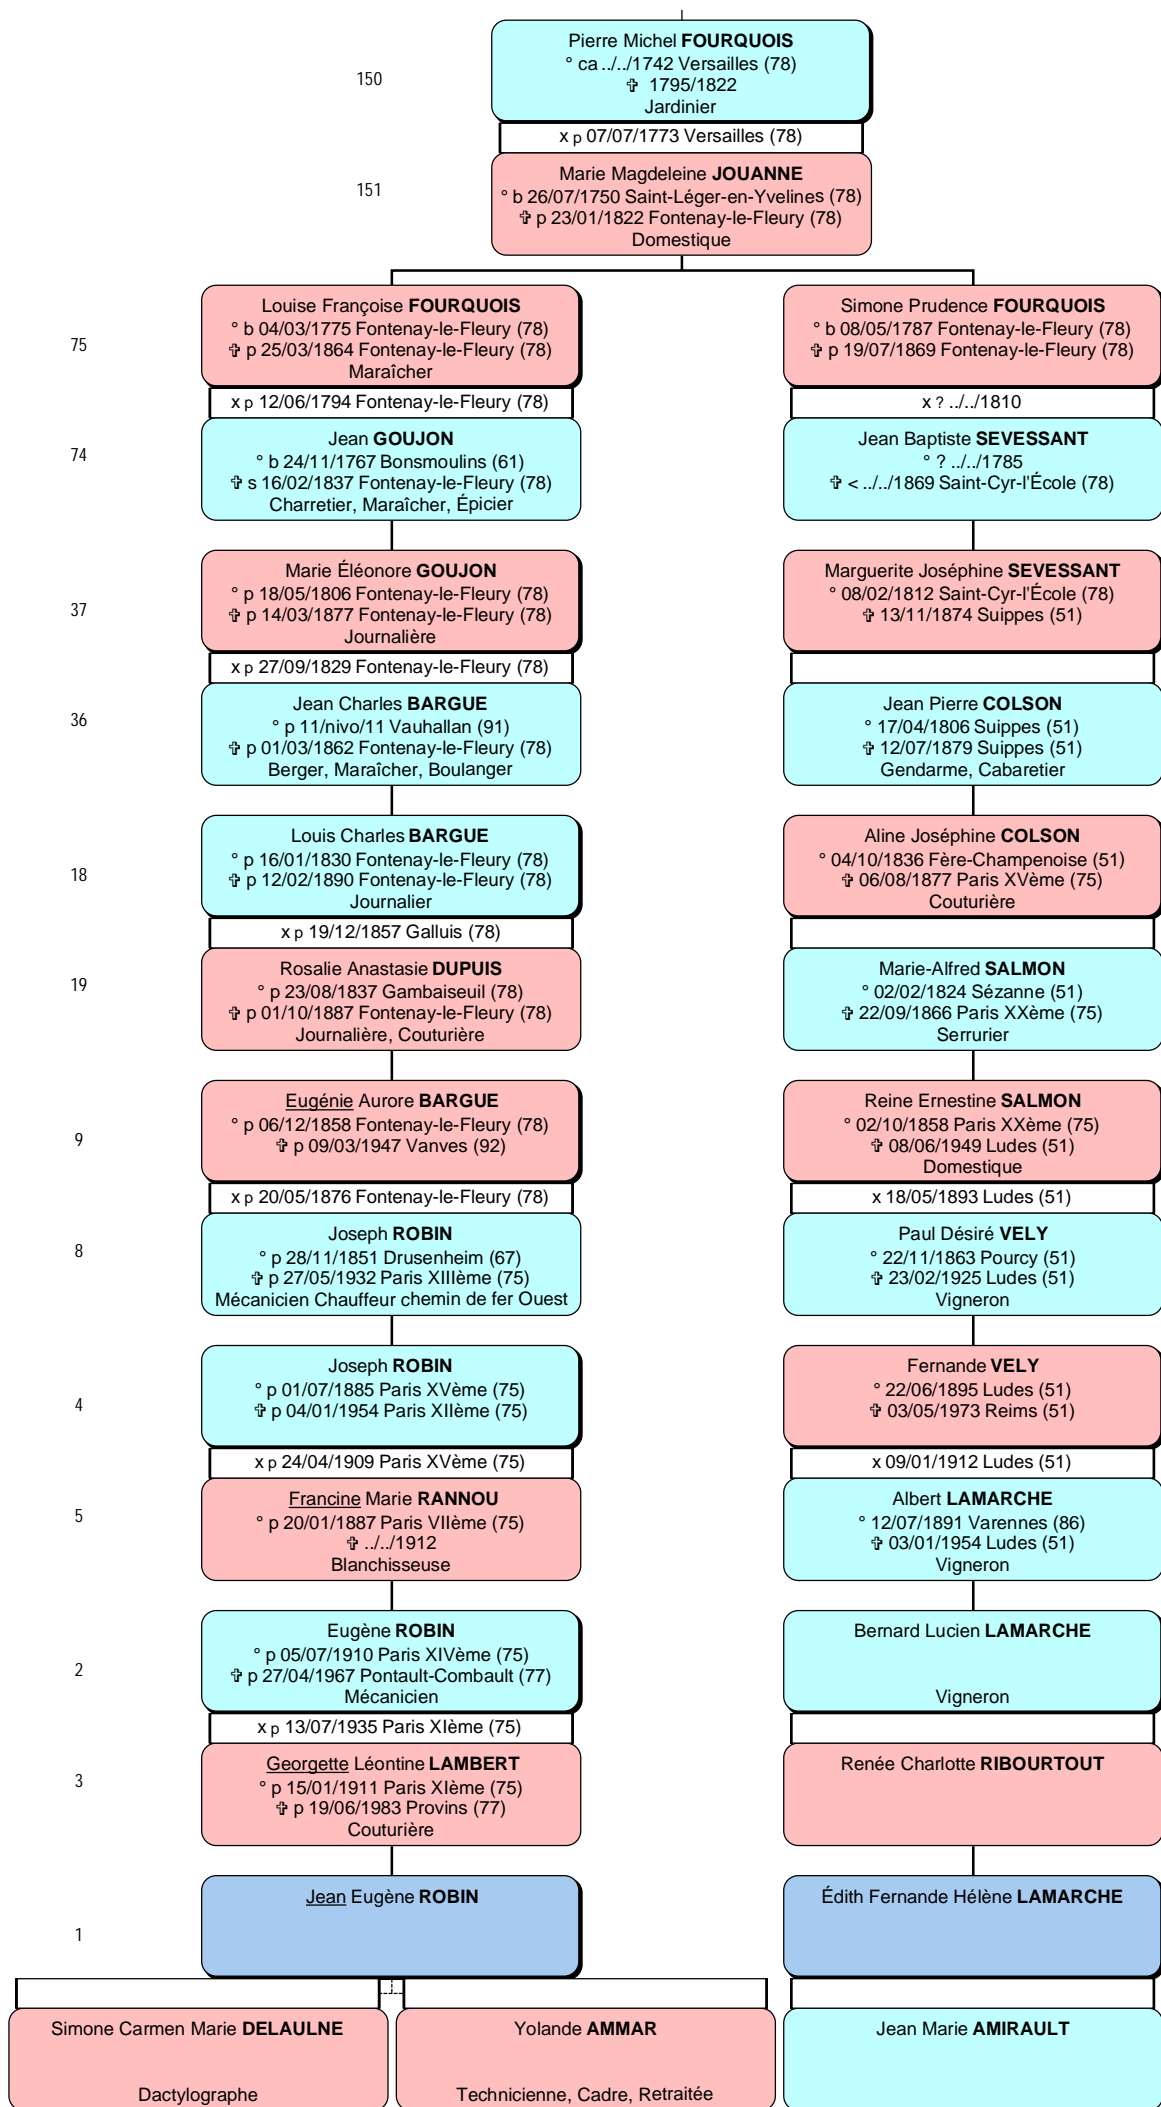 Pierre Michel FOURQUOIS
° ca ../../1742 Versailles (78)
150
✞ 1795/1822
Jardinier
x p 07/07/1773 Versailles (78)
Marie Magdeleine JOUANNE
151
° b 26/07/1750 Saint-Léger-en-Yvelines (78)
✞ p 23/01/1822 Fontenay-le-Fleury (78)
Domestique
75
Louise Françoise FOURQUOIS
° b 04/03/1775 Fontenay-le-Fleury (78)
✞ p 25/03/1864 Fontenay-le-Fleury (78)
Maraîcher
Simone Prudence FOURQUOIS
° b 08/05/1787 Fontenay-le-Fleury (78)
✞ p 19/07/1869 Fontenay-le-Fleury (78)
x p 12/06/1794 Fontenay-le-Fleury (78)
x ? ../../1810
74
Jean GOUJON
° b 24/11/1767 Bonsmoulins (61)
✞ s 16/02/1837 Fontenay-le-Fleury (78)
Charretier, Maraîcher, Épicier
Jean Baptiste SEVESSANT
° ? ../../1785
✞ < ../../1869 Saint-Cyr-l'École (78)
37
Marie Éléonore GOUJON
° p 18/05/1806 Fontenay-le-Fleury (78)
✞ p 14/03/1877 Fontenay-le-Fleury (78)
Journalière
Marguerite Joséphine SEVESSANT
° 08/02/1812 Saint-Cyr-l'École (78)
✞ 13/11/1874 Suippes (51)
x p 27/09/1829 Fontenay-le-Fleury (78)
36
Jean Charles BARGUE
° p 11/nivo/11 Vauhallan (91)
✞ p 01/03/1862 Fontenay-le-Fleury (78)
Berger, Maraîcher, Boulanger
Jean Pierre COLSON
° 17/04/1806 Suippes (51)
✞ 12/07/1879 Suippes (51)
Gendarme, Cabaretier
18
Louis Charles BARGUE
° p 16/01/1830 Fontenay-le-Fleury (78)
✞ p 12/02/1890 Fontenay-le-Fleury (78)
Journalier
Aline Joséphine COLSON
° 04/10/1836 Fère-Champenoise (51)
✞ 06/08/1877 Paris XVème (75)
Couturière
x p 19/12/1857 Galluis (78)
19
Rosalie Anastasie DUPUIS
° p 23/08/1837 Gambaiseuil (78)
✞ p 01/10/1887 Fontenay-le-Fleury (78)
Journalière, Couturière
Marie-Alfred SALMON
° 02/02/1824 Sézanne (51)
✞ 22/09/1866 Paris XXème (75)
Serrurier
9
Eugénie Aurore BARGUE
° p 06/12/1858 Fontenay-le-Fleury (78)
✞ p 09/03/1947 Vanves (92)
Reine Ernestine SALMON
° 02/10/1858 Paris XXème (75)
✞ 08/06/1949 Ludes (51)
Domestique
x p 20/05/1876 Fontenay-le-Fleury (78)
x 18/05/1893 Ludes (51)
8
Joseph ROBIN
° p 28/11/1851 Drusenheim (67)
✞ p 27/05/1932 Paris XIIIème (75)
Mécanicien Chauffeur chemin de fer Ouest
Paul Désiré VELY
° 22/11/1863 Pourcy (51)
✞ 23/02/1925 Ludes (51)
Vigneron
4
Joseph ROBIN
° p 01/07/1885 Paris XVème (75)
✞ p 04/01/1954 Paris XIIème (75)
Fernande VELY
° 22/06/1895 Ludes (51)
✞ 03/05/1973 Reims (51)
x p 24/04/1909 Paris XVème (75)
x 09/01/1912 Ludes (51)
5
Francine Marie RANNOU
° p 20/01/1887 Paris VIIème (75)
✞ ../../1912
Blanchisseuse
Albert LAMARCHE
° 12/07/1891 Varennes (86)
✞ 03/01/1954 Ludes (51)
Vigneron
2
Eugène ROBIN
° p 05/07/1910 Paris XIVème (75)
✞ p 27/04/1967 Pontault-Combault (77)
Mécanicien
Bernard Lucien LAMARCHE
Vigneron
x p 13/07/1935 Paris XIème (75)
3
Georgette Léontine LAMBERT
° p 15/01/1911 Paris XIème (75)
✞ p 19/06/1983 Provins (77)
Couturière
Renée Charlotte RIBOURTOUT
1
Jean Eugène ROBIN
Édith Fernande Hélène LAMARCHE
Simone Carmen Marie DELAULNE
Dactylographe
Yolande AMMAR
Technicienne, Cadre, Retraitée
Jean Marie AMIRAULT